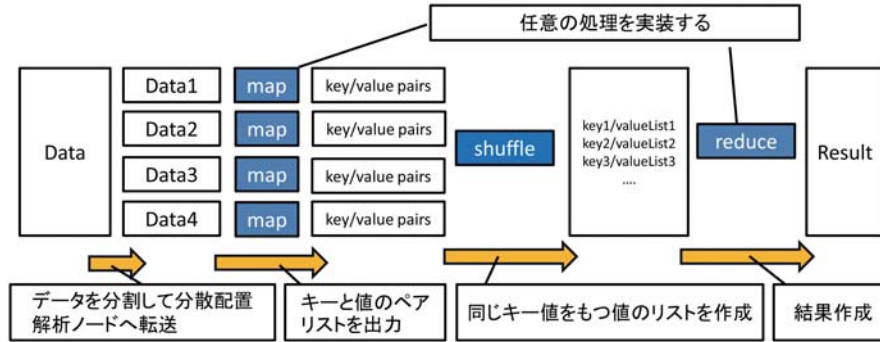 任意の処理を実装する
Data
Data1
map
key/value pairs
Data2
map
key/value pairs
Data3
map
key/value pairs
Data4
map
key/value pairs
shuffle
key1/valueList1
key2/valueList2
key3/valueList3
....
reduce
Result
データを分割して分散配置
解析ノードへ転送
キーと値のペア
リストを出力
同じキー値をもつ値のリストを作成
結果作成